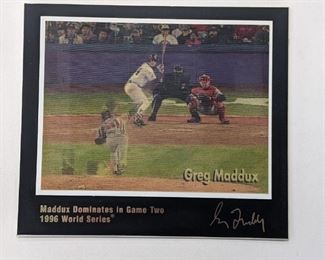 Greg Maddux
Maddux Dominates in Game Two
1996 World Series®